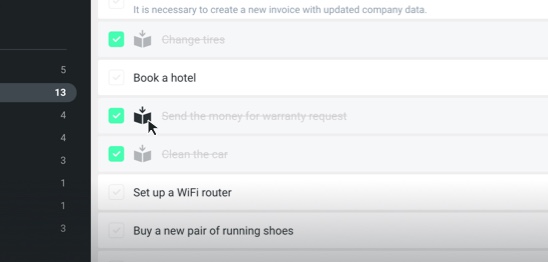 It is necessary to create a new invoice with updated company data.
Change tires
5
13
Book a hotel
4
Send the money for warranty request
4
3
Clean the car
1
Set up a WiFi router
1
3
Buy a new pair of running shoes